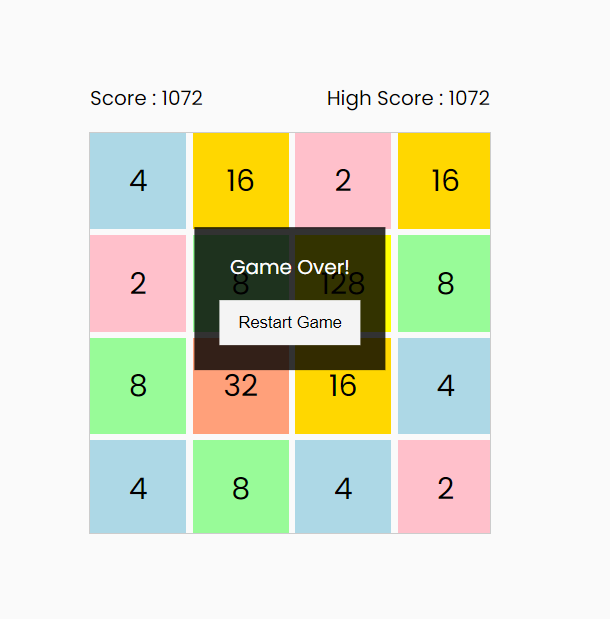 Score : 1072 High Score : 1072
4 16 2 16
2 8 128 8
Game Over!
Restart Game
8 32 16 4
4 8 4 2